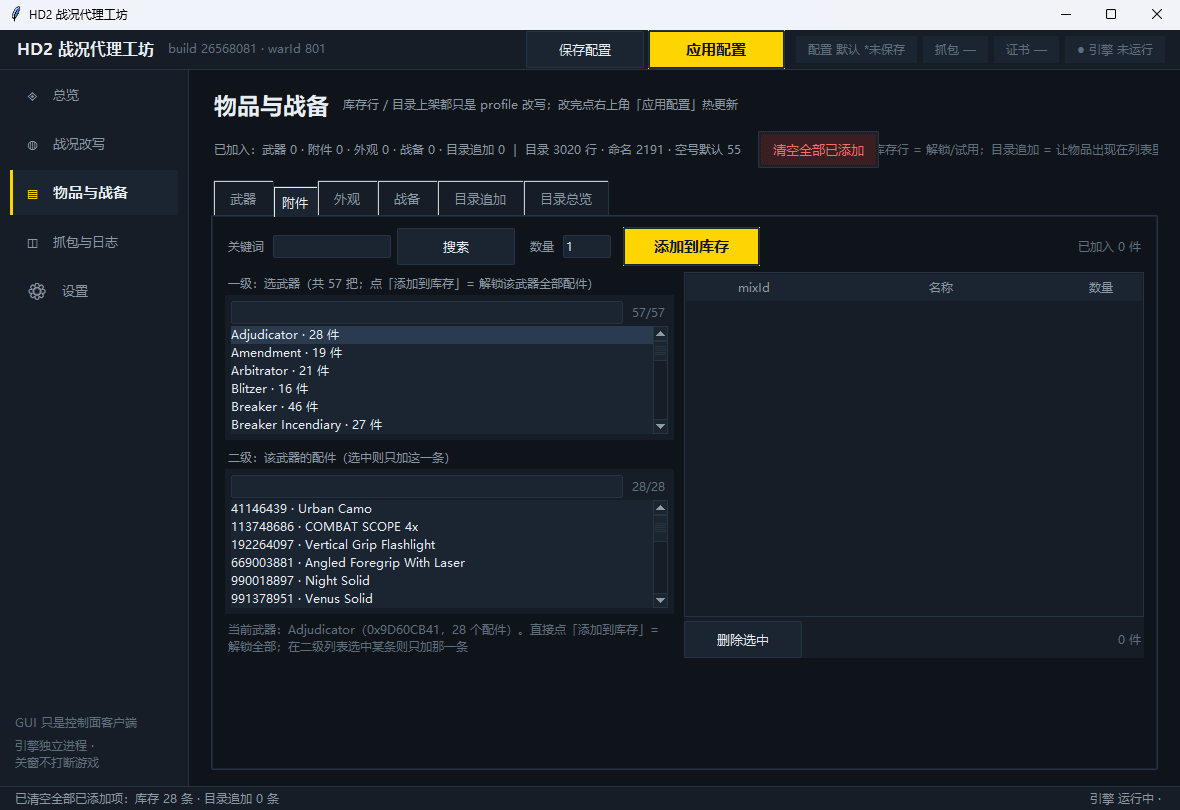 HD2 战况代理工坊
HD2 战况代理工坊 build 26568081 · warId 801 保存配置 应用配置 配置 默认 *未保存 抓包 — 证书 — ● 引擎 未运行
总览
战况改写
物品与战备
抓包与日志
设置
物品与战备 库存行 / 目录上架都只是 profile 改写；改完点右上角「应用配置」热更新
已加入：武器 0 · 附件 0 · 外观 0 · 战备 0 · 目录追加 0 | 目录 3020 行 · 命名 2191 · 空号默认 55 清空全部已添加 库存行 = 解锁/试用；目录追加 = 让物品出现在列表里
武器 附件 外观 战备 目录追加 目录总览
关键词 搜索 数量 1 添加到库存 已加入 0 件
一级：选武器（共 57 把；点「添加到库存」= 解锁该武器全部配件）
57/57
Adjudicator · 28 件
Amendment · 19 件
Arbitrator · 21 件
Blitzer · 16 件
Breaker · 46 件
Breaker Incendiary · 27 件
二级：该武器的配件（选中则只加这一条）
28/28
41146439 · Urban Camo
113748686 · COMBAT SCOPE 4x
192264097 · Vertical Grip Flashlight
669003881 · Angled Foregrip With Laser
990018897 · Night Solid
991378951 · Venus Solid
当前武器：Adjudicator（0x9D60CB41，28 个配件）。直接点「添加到库存」=
解锁全部；在二级列表选中某条则只加那一条
mixId 名称 数量
删除选中 0 件
GUI 只是控制面客户端
引擎独立进程 ·
关窗不打断游戏
已清空全部已添加项：库存 28 条 · 目录追加 0 条 引擎 运行中 ·